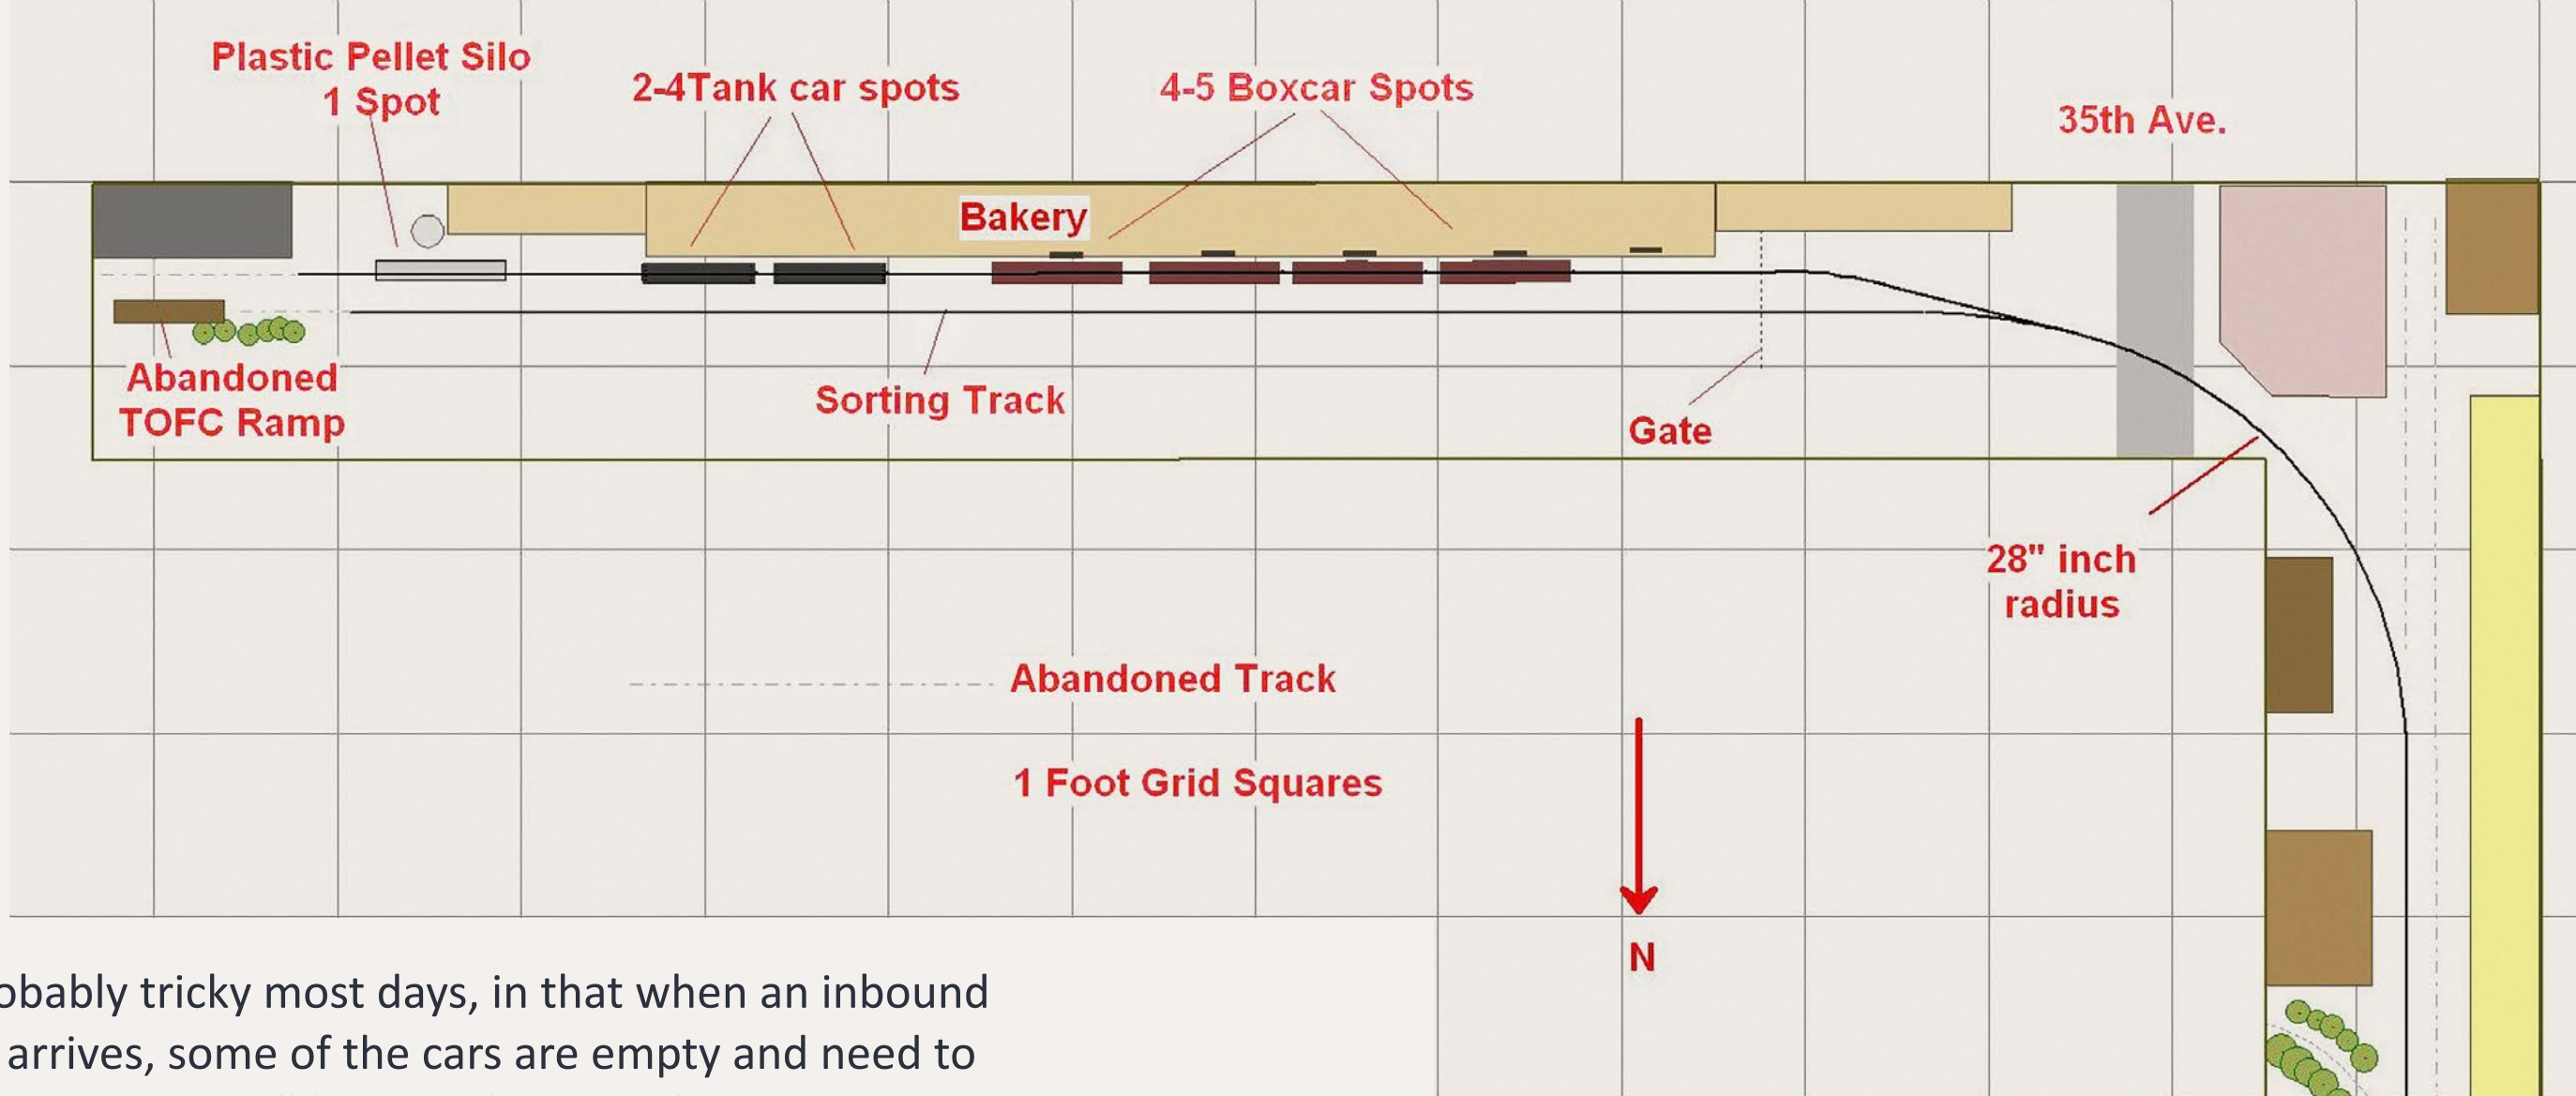 Plastic Pellet Silo
1 Spot
2-4Tank car spots
4-5 Boxcar Spots
35th Ave.
Bakery
Abandoned
TOFC Ramp
Sorting Track
Gate
28" inch
radius
Abandoned Track
1 Foot Grid Squares
N
tricky most days, in that when an inbound
arrives, some of the cars are empty and need to